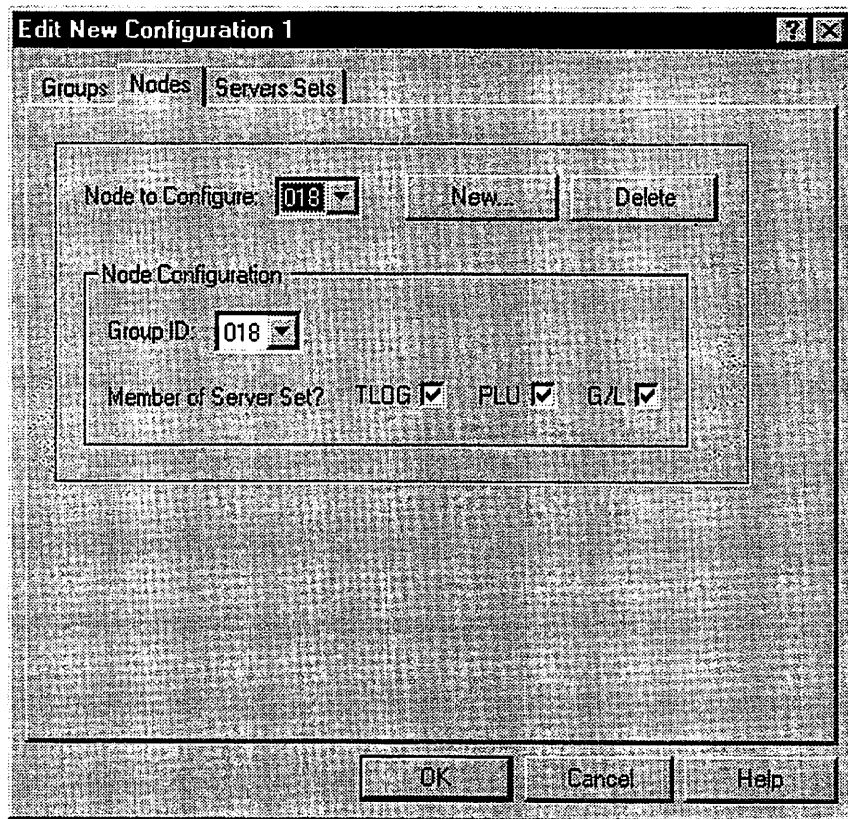 Edit New Configuration 1
Groups Nodes Servers Sets
Node to Configure: 018 New... Delete
Node Configuration
Group ID: 018
Member of Server Set? TLOG PLU G/L
OK Cancel Help